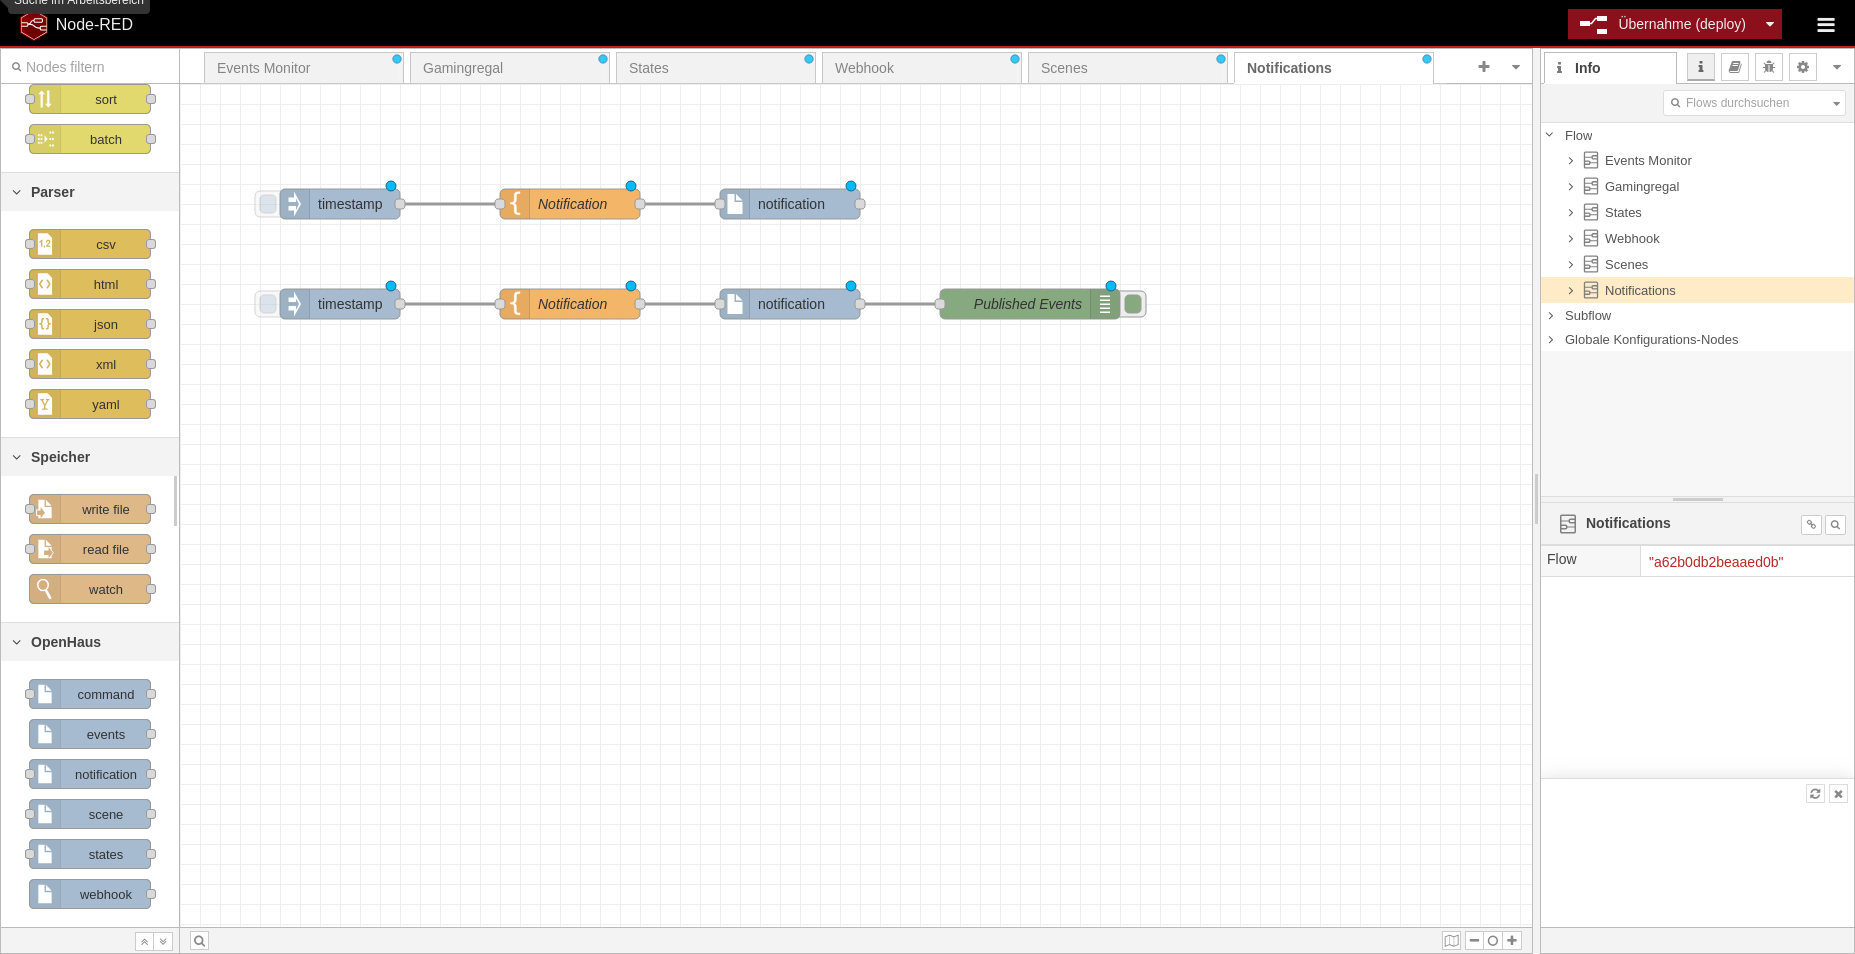 Suche im Arbeitsbereich
Node-RED
Übernahme (deploy)
Nodes filtern
Events Monitor
Gamingregal
States
Webhook
Scenes
Notifications
Info
sort
batch
Parser
csv
html
json
xml
yaml
Speicher
write file
read file
watch
OpenHaus
command
events
notification
scene
states
webhook
timestamp
Notification
notification
timestamp
Notification
notification
Published Events
Flows durchsuchen
Flow
Events Monitor
Gamingregal
States
Webhook
Scenes
Notifications
Subflow
Globale Konfigurations-Nodes
Notifications
Flow
"a62b0db2beaaed0b"